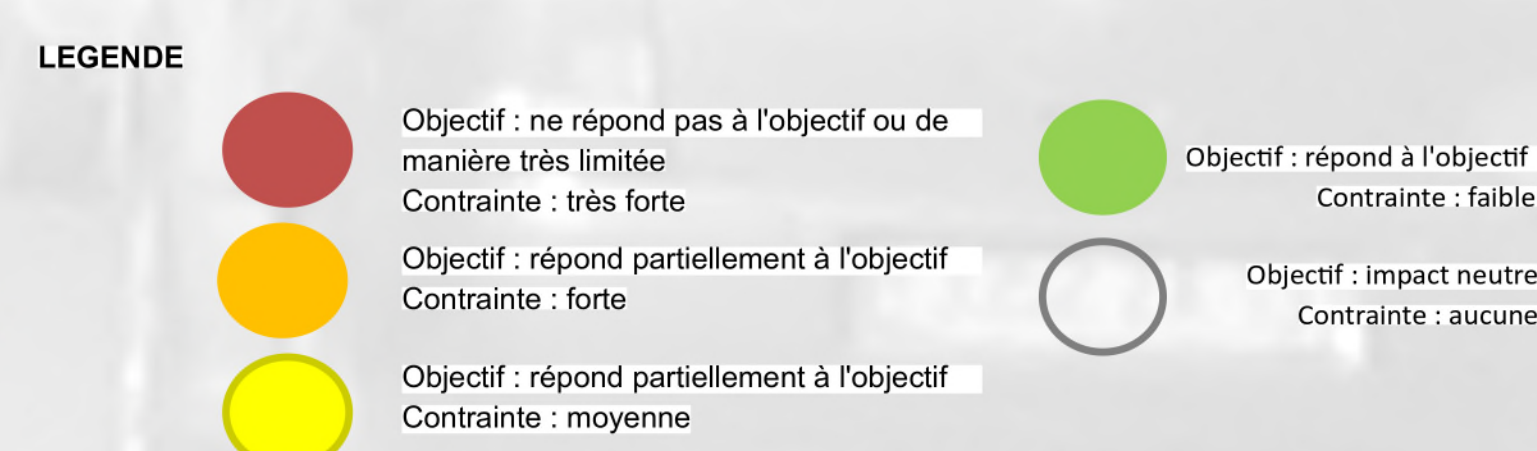 LEGENDE
Objectif : ne répond pas à l'objectif ou de
manière très limitée
Contrainte : très forte
Objectif : répond partiellement à l'objectif
Contrainte : forte
Objectif : répond partiellement à l'objectif
Contrainte : moyenne
Objectif : répond à l'objectif
Contrainte : faible
Objectif : impact neutre
Contrainte : aucune